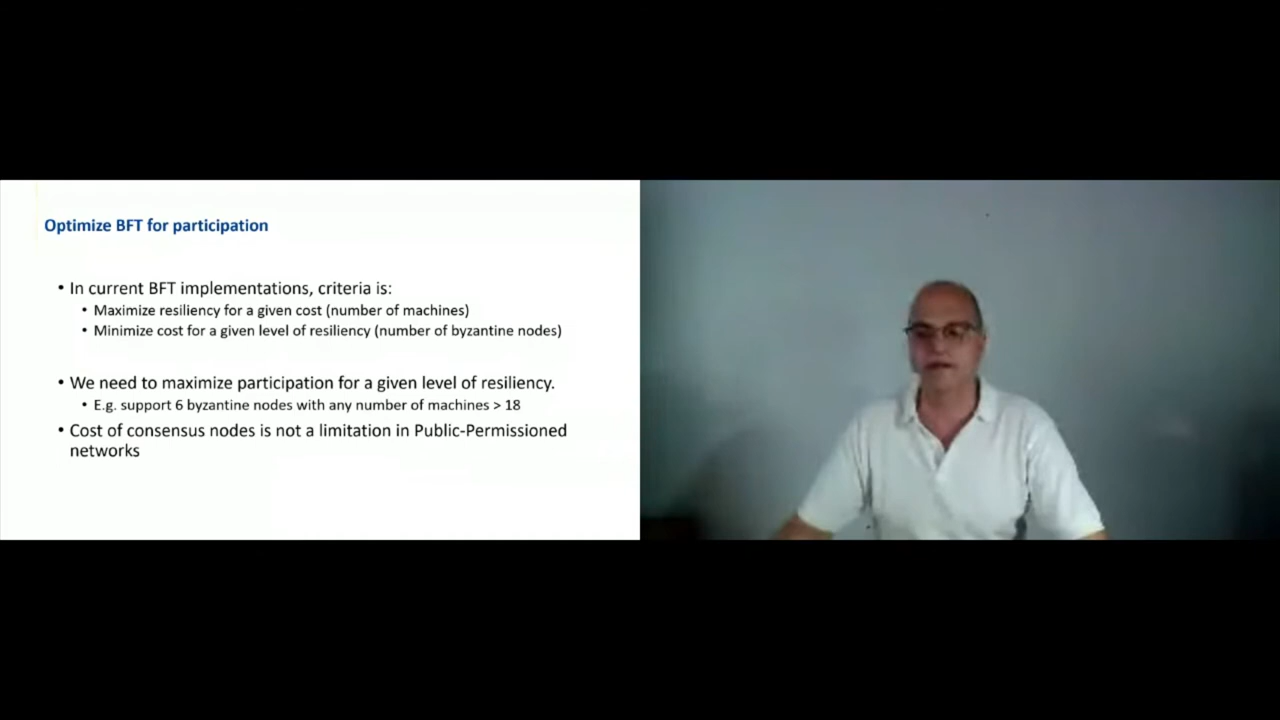 Optimize BFT for participation
• In current BFT implementations, criteria is:
• Maximize resiliency for a given cost (number of machines)
• Minimize cost for a given level of resiliency (number of byzantine nodes)
• We need to maximize participation for a given level of resiliency.
• E.g. support 6 byzantine nodes with any number of machines > 18
• Cost of consensus nodes is not a limitation in Public-Permissioned
networks